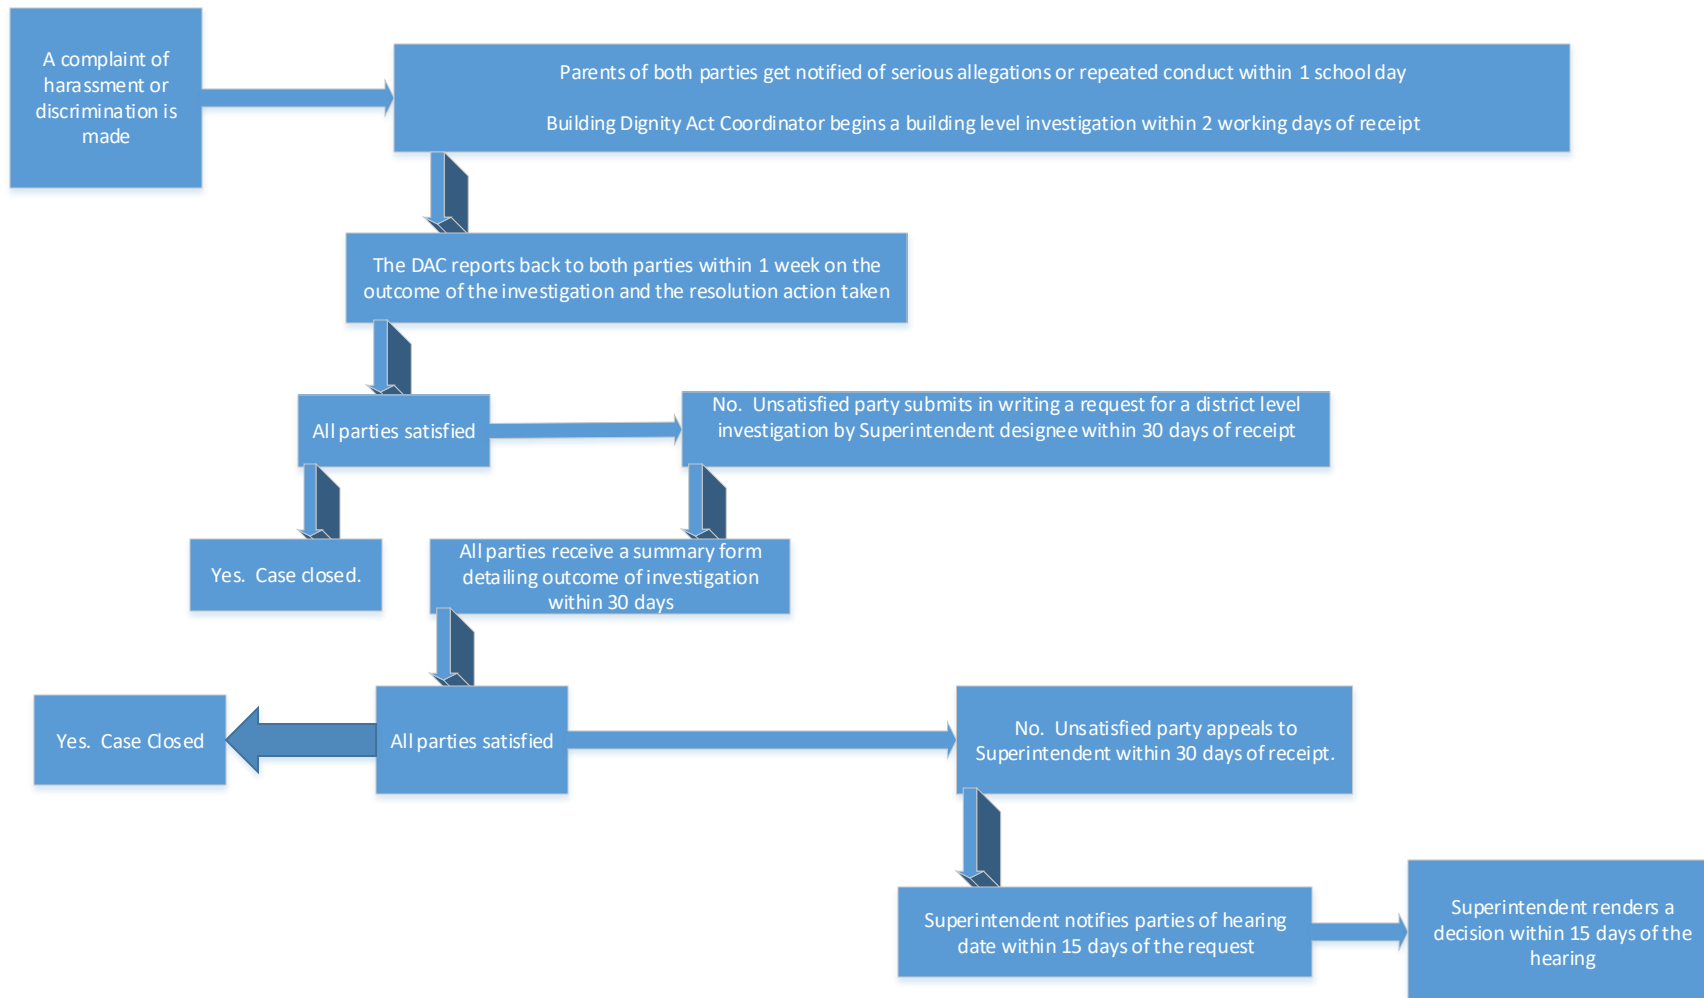 A complaint of
harassment or
discrimination is
made
Parents of both parties get notified of serious allegations or repeated conduct within 1 school day
Building Dignity Act Coordinator begins a building level investigation within 2 working days of receipt
The DAC reports back to both parties within 1 week on the
outcome of the investigation and the resolution action taken
All parties satisfied
No.  Unsatisfied party submits in writing a request for a district level
investigation by Superintendent designee within 30 days of receipt
Yes.  Case closed.
All parties receive a summary form
detailing outcome of investigation
within 30 days
Yes.  Case Closed
All parties satisfied
No.  Unsatisfied party appeals to
Superintendent within 30 days of receipt.
Superintendent notifies parties of hearing
date within 15 days of the request
Superintendent renders a
decision within 15 days of the
hearing